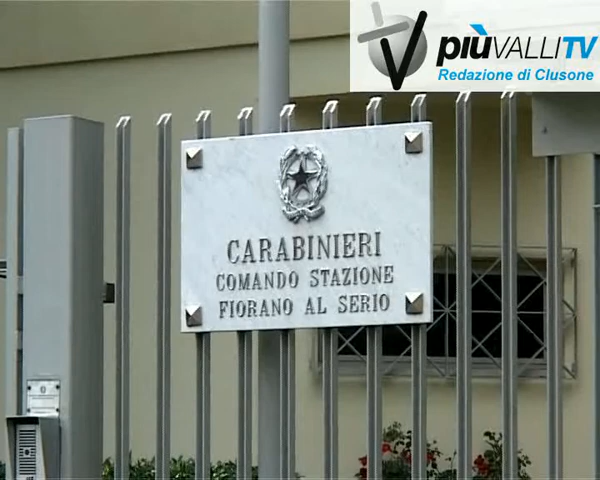 piùVALLITV
Redazione di Clusone
CARABINIERI
COMANDO STAZIONE
FIORANO AL SERIO